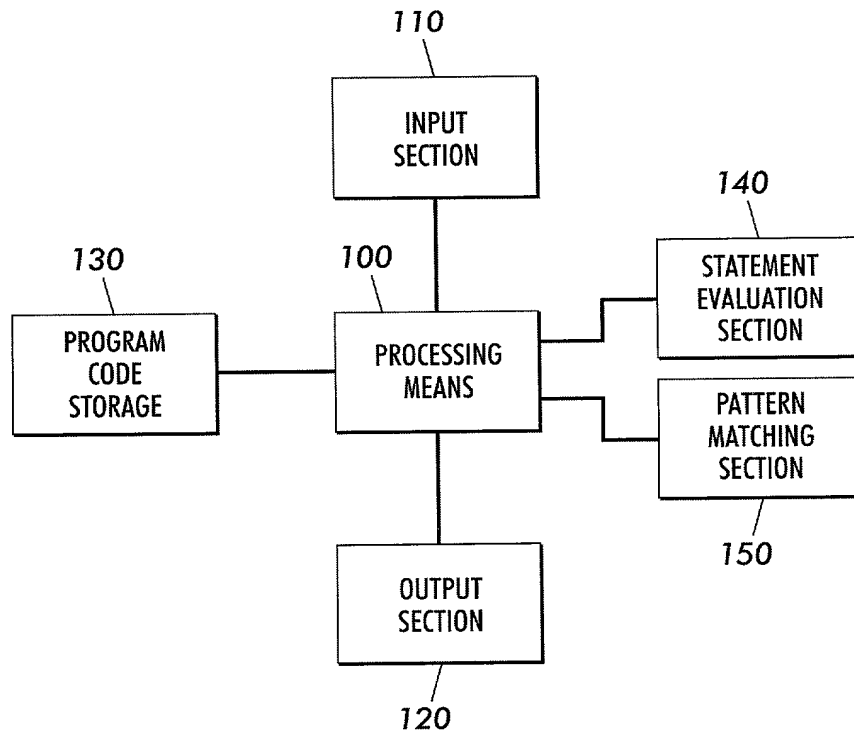 110
INPUT
SECTION
140
STATEMENT
EVALUATION
SECTION
130
PROGRAM
CODE
STORAGE
100
PROCESSING
MEANS
PATTERN
MATCHING
SECTION
150
OUTPUT
SECTION
120